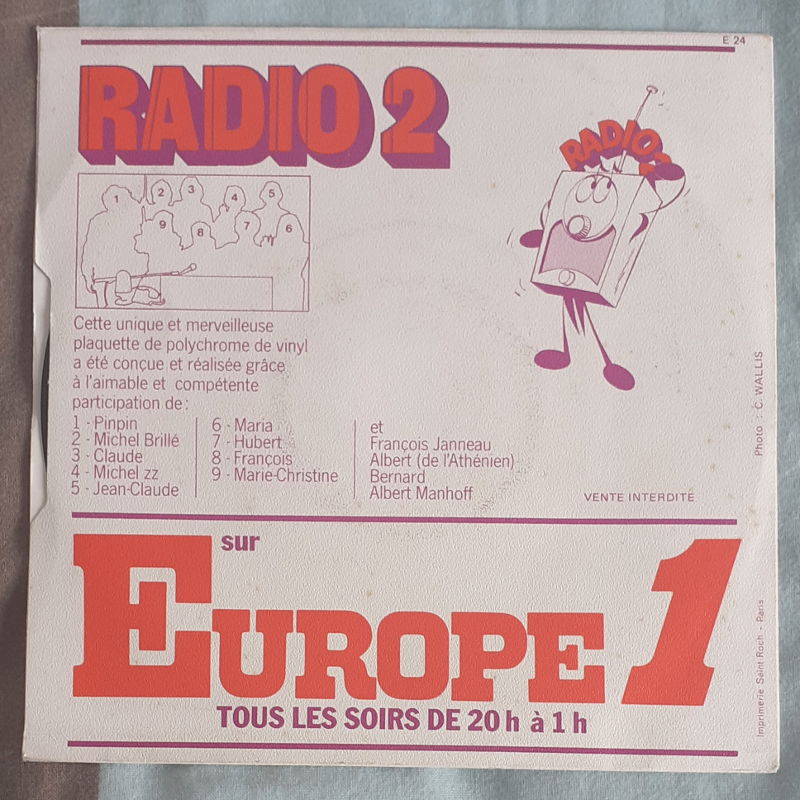 E 24
RADIO 2
RADIO 2
1
2
3
4
5
9
8
7
6
Cette unique et merveilleuse
plaquette de polychrome de vinyl
a été conçue et réalisée grâce
à l'aimable et compétente
participation de :
1 - Pinpin
2 - Michel Brillé
3 - Claude
4 - Michel zz
5 - Jean-Claude
6 - Maria
7 - Hubert
8 - François
9 - Marie-Christine
et
François Janneau
Albert (de l'Athénien)
Bernard
Albert Manhoff
VENTE INTERDITE
Photo : C. WALLIS
sur
EUROPE 1
TOUS LES SOIRS DE 20 h à 1 h
Imprimerie Saint Roch - Paris